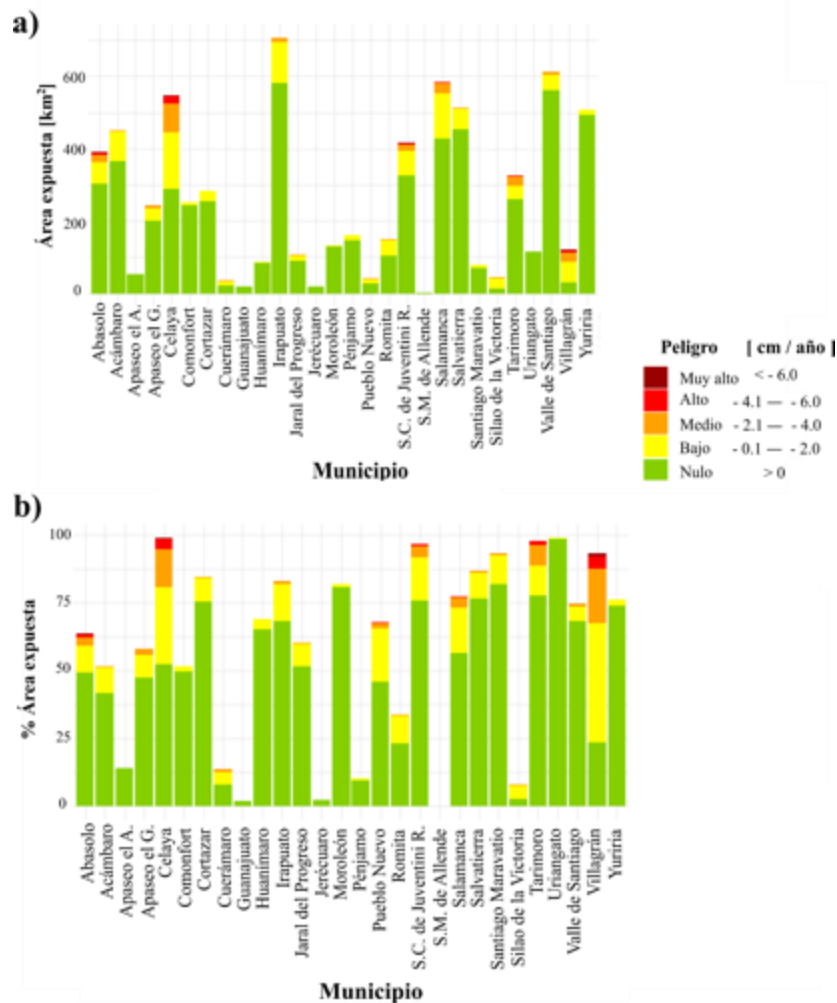 a)
Área expuesta [km²]
600
400
200
0
Abasolo
Acámbaro
Apaseo el A.
Apaseo el G.
Celaya
Comonfort
Cortazar
Cuerámaro
Guanajuato
Huanímaro
Irapuato
Jaral del Progreso
Jerécuaro
Moroleón
Pénjamo
Pueblo Nuevo
Romita
S.C. de Juventini R.
S.M. de Allende
Salamanca
Salvatierra
Santiago Maravatio
Silao de la Victoria
Tarimoro
Uriangato
Valle de Santiago
Villagrán
Yuriria
Municipio
Peligro [ cm / año ]
Muy alto < - 6.0
Alto - 4.1 — - 6.0
Medio - 2.1 — - 4.0
Bajo - 0.1 — - 2.0
Nulo > 0
b)
% Área expuesta
100
75
50
25
0
Abasolo
Acámbaro
Apaseo el A.
Apaseo el G.
Celaya
Comonfort
Cortazar
Cuerámaro
Guanajuato
Huanímaro
Irapuato
Jaral del Progreso
Jerécuaro
Moroleón
Pénjamo
Pueblo Nuevo
Romita
S.C. de Juventini R.
S.M. de Allende
Salamanca
Salvatierra
Santiago Maravatio
Silao de la Victoria
Tarimoro
Uriangato
Valle de Santiago
Villagrán
Yuriria
Municipio